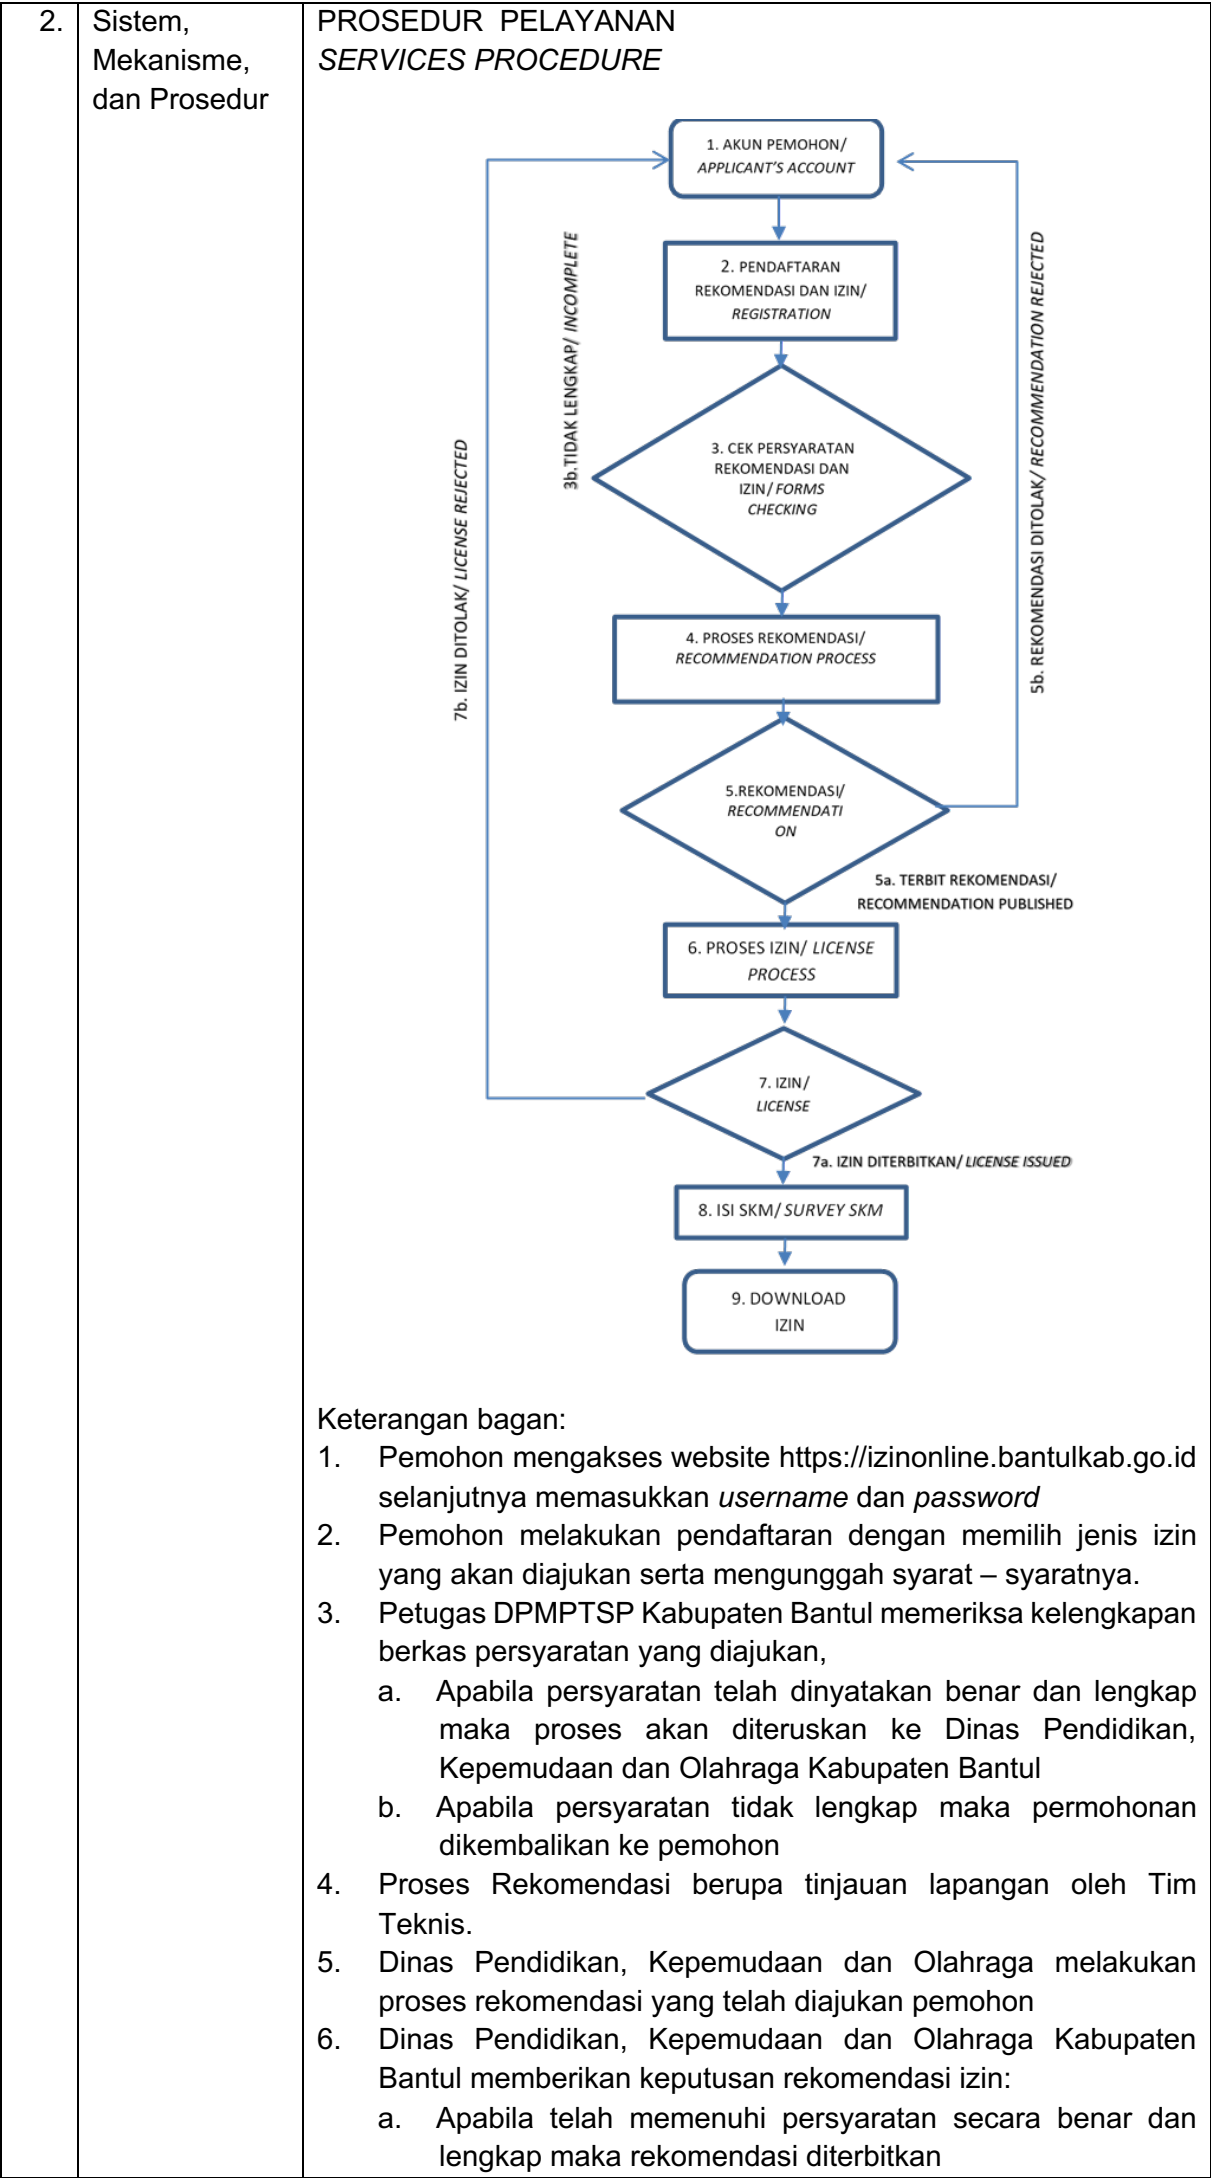 2.
Sistem,
Mekanisme,
dan Prosedur
PROSEDUR PELAYANAN
SERVICES PROCEDURE
1. AKUN PEMOHON/
APPLICANT'S ACCOUNT
2. PENDAFTARAN
REKOMENDASI DAN IZIN/
REGISTRATION
3b.TIDAK LENGKAP/ INCOMPLETE
3. CEK PERSYARATAN
REKOMENDASI DAN
IZIN/ FORMS
CHECKING
5b. REKOMENDASI DITOLAK/ RECOMMENDATION REJECTED
7b. IZIN DITOLAK/ LICENSE REJECTED
4. PROSES REKOMENDASI/
RECOMMENDATION PROCESS
5.REKOMENDASI/
RECOMMENDATI
ON
5a. TERBIT REKOMENDASI/
RECOMMENDATION PUBLISHED
6. PROSES IZIN/ LICENSE
PROCESS
7. IZIN/
LICENSE
7a. IZIN DITERBITKAN/ LICENSE ISSUED
8. ISI SKM/ SURVEY SKM
9. DOWNLOAD
IZIN
Keterangan bagan:
1. Pemohon mengakses website https://izinonline.bantulkab.go.id
selanjutnya memasukkan username dan password
2. Pemohon melakukan pendaftaran dengan memilih jenis izin
yang akan diajukan serta mengunggah syarat – syaratnya.
3. Petugas DPMPTSP Kabupaten Bantul memeriksa kelengkapan
berkas persyaratan yang diajukan,
a. Apabila persyaratan telah dinyatakan benar dan lengkap
maka proses akan diteruskan ke Dinas Pendidikan,
Kepemudaan dan Olahraga Kabupaten Bantul
b. Apabila persyaratan tidak lengkap maka permohonan
dikembalikan ke pemohon
4. Proses Rekomendasi berupa tinjauan lapangan oleh Tim
Teknis.
5. Dinas Pendidikan, Kepemudaan dan Olahraga melakukan
proses rekomendasi yang telah diajukan pemohon
6. Dinas Pendidikan, Kepemudaan dan Olahraga Kabupaten
Bantul memberikan keputusan rekomendasi izin:
a. Apabila telah memenuhi persyaratan secara benar dan
lengkap maka rekomendasi diterbitkan